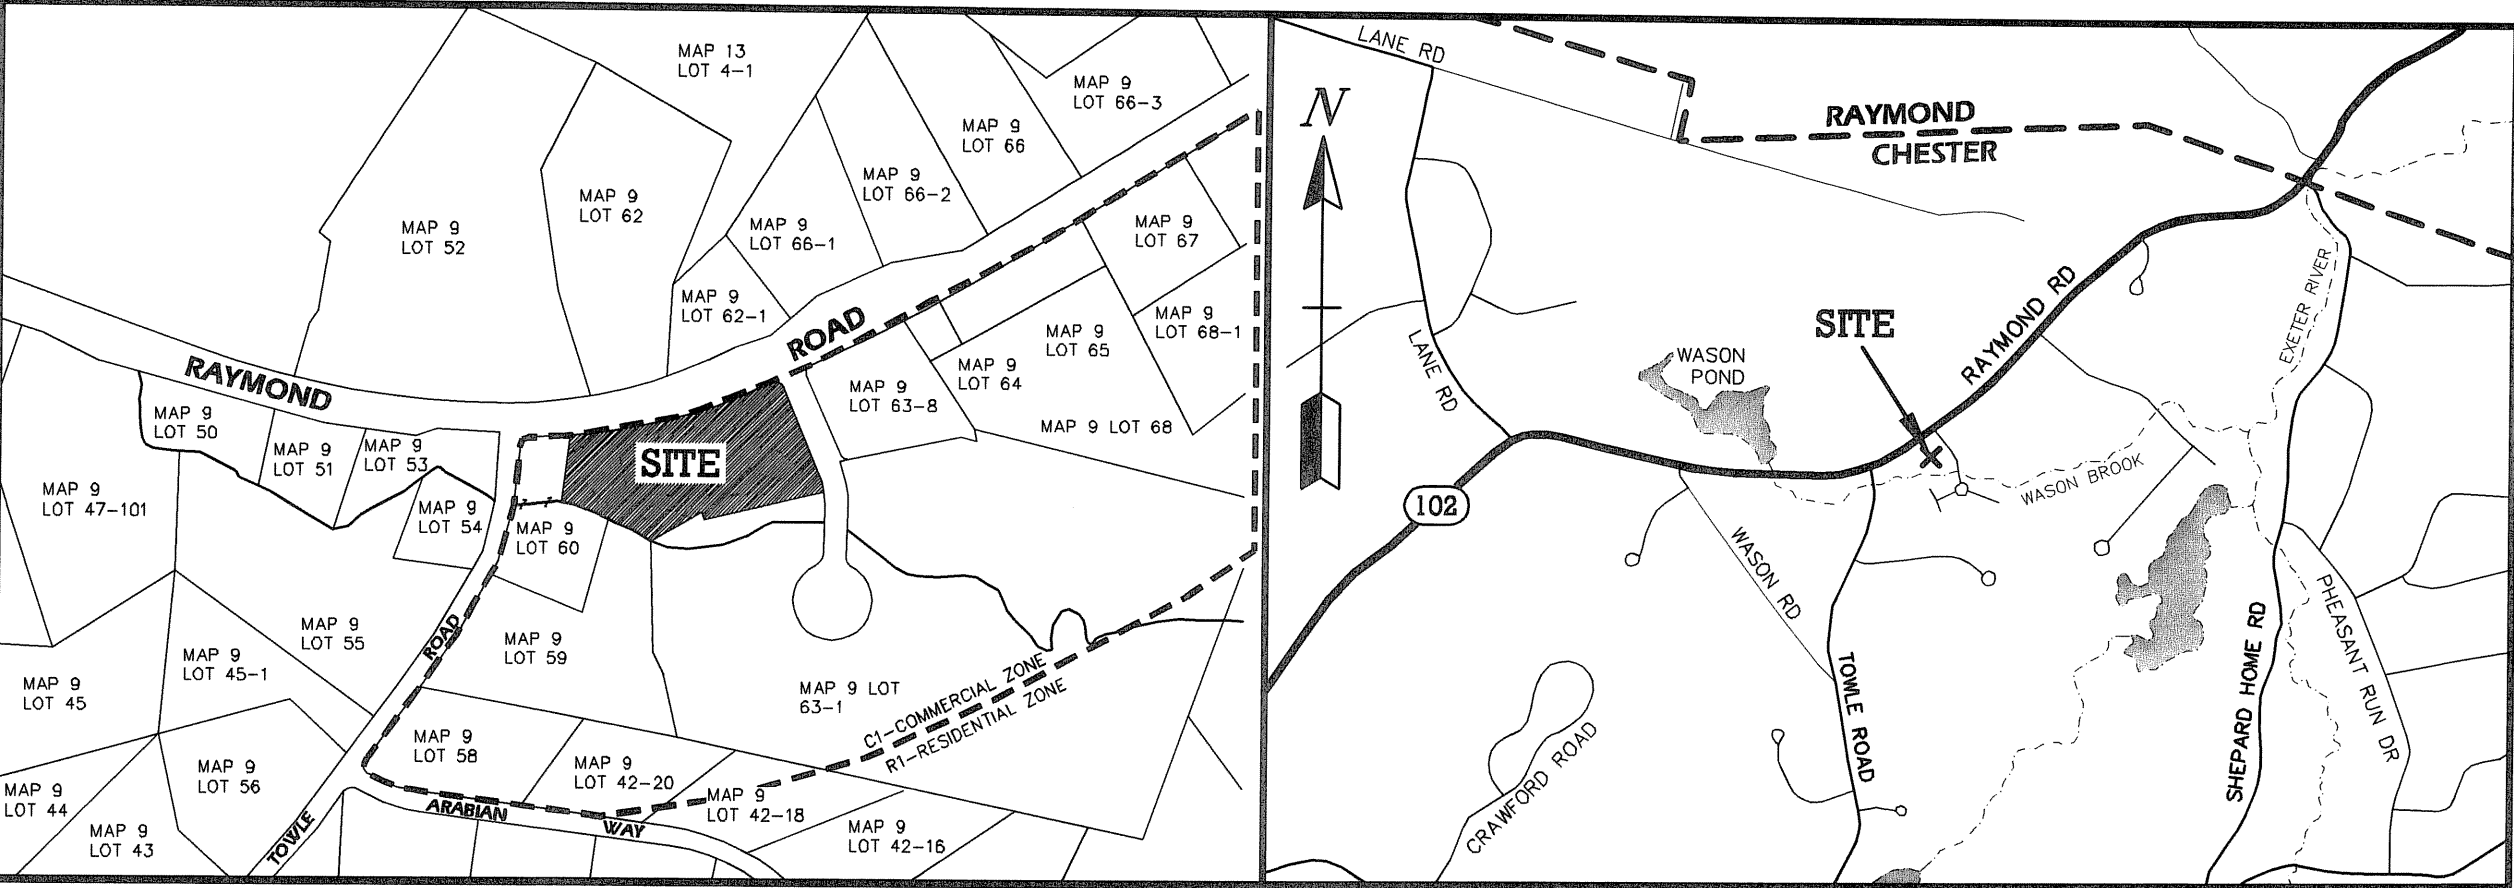 MAP 13
LOT 4-1
MAP 9
LOT 66-3
MAP 9
LOT 66
MAP 9
LOT 66-2
MAP 9
LOT 62
MAP 9
LOT 52
MAP 9
LOT 66-1
MAP 9
LOT 67
MAP 9
LOT 62-1
MAP 9
LOT 68-1
MAP 9
LOT 65
MAP 9
LOT 64
MAP 9
LOT 63-8
MAP 9 LOT 68
RAYMOND ROAD
MAP 9
LOT 50
MAP 9
LOT 51
MAP 9
LOT 53
SITE
MAP 9
LOT 47-101
MAP 9
LOT 54
MAP 9
LOT 60
MAP 9
LOT 55
MAP 9
LOT 59
MAP 9
LOT 45-1
MAP 9
LOT 45
MAP 9 LOT
63-1
C1-COMMERCIAL ZONE
R1-RESIDENTIAL ZONE
MAP 9
LOT 58
MAP 9
LOT 42-20
MAP 9
LOT 42-18
MAP 9
LOT 42-16
MAP 9
LOT 56
MAP 9
LOT 44
MAP 9
LOT 43
TOWLE ROAD
ARABIAN WAY
LANE RD
N
RAYMOND
CHESTER
LANE RD
SITE
RAYMOND RD
WASON
POND
EXETER RIVER
102
WASON BROOK
WASON RD
TOWLE ROAD
CRAWFORD ROAD
SHEPARD HOME RD
PHEASANT RUN DR